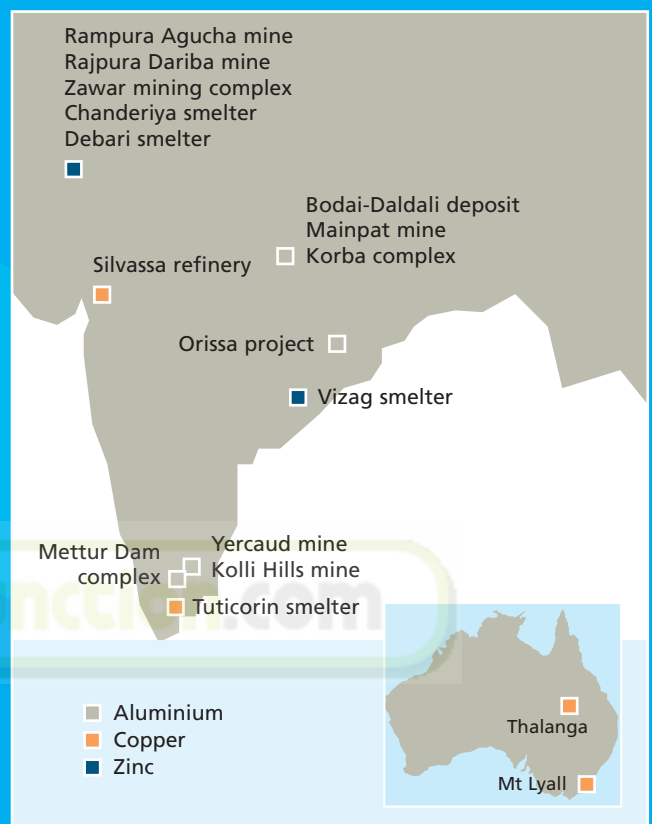 Rampura Agucha mine
Rajpura Dariba mine
Zawar mining complex
Chanderiya smelter
Debari smelter
Bodai-Daldali deposit
Mainpat mine
Korba complex
Silvassa refinery
Orissa project
Vizag smelter
Mettur Dam
complex
Yercaud mine
Kolli Hills mine
nction.com
Tuticorin smelter
Aluminium
Copper
Zinc
Thalanga
Mt Lyall